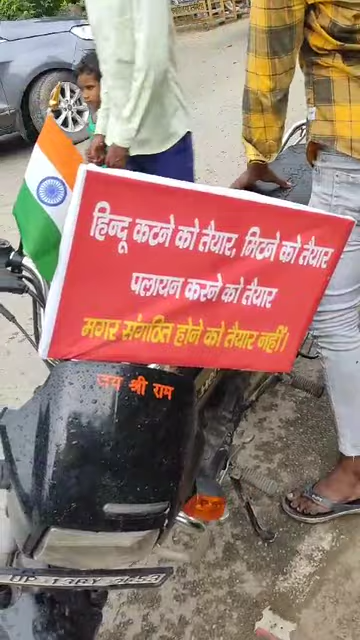 हिन्दू कटने को तैयार, मिटने को तैयार
पलायन करने को तैयार
मगर संगठित होने को तैयार नहीं।
जय श्री राम